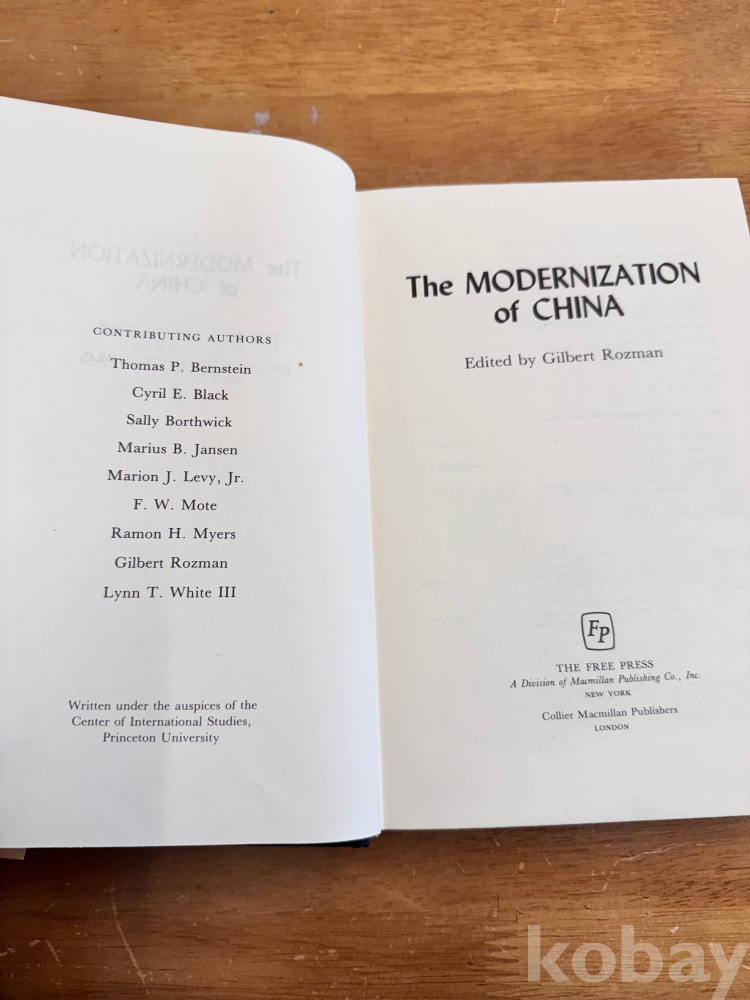 CONTRIBUTING AUTHORS
Thomas P. Bernstein
Cyril E. Black
Sally Borthwick
Marius B. Jansen
Marion J. Levy, Jr.
F. W. Mote
Ramon H. Myers
Gilbert Rozman
Lynn T. White III
Written under the auspices of the
Center of International Studies,
Princeton University
The MODERNIZATION
of CHINA
Edited by Gilbert Rozman
FP
THE FREE PRESS
A Division of Macmillan Publishing Co., Inc.
NEW YORK
Collier Macmillan Publishers
LONDON
kobay